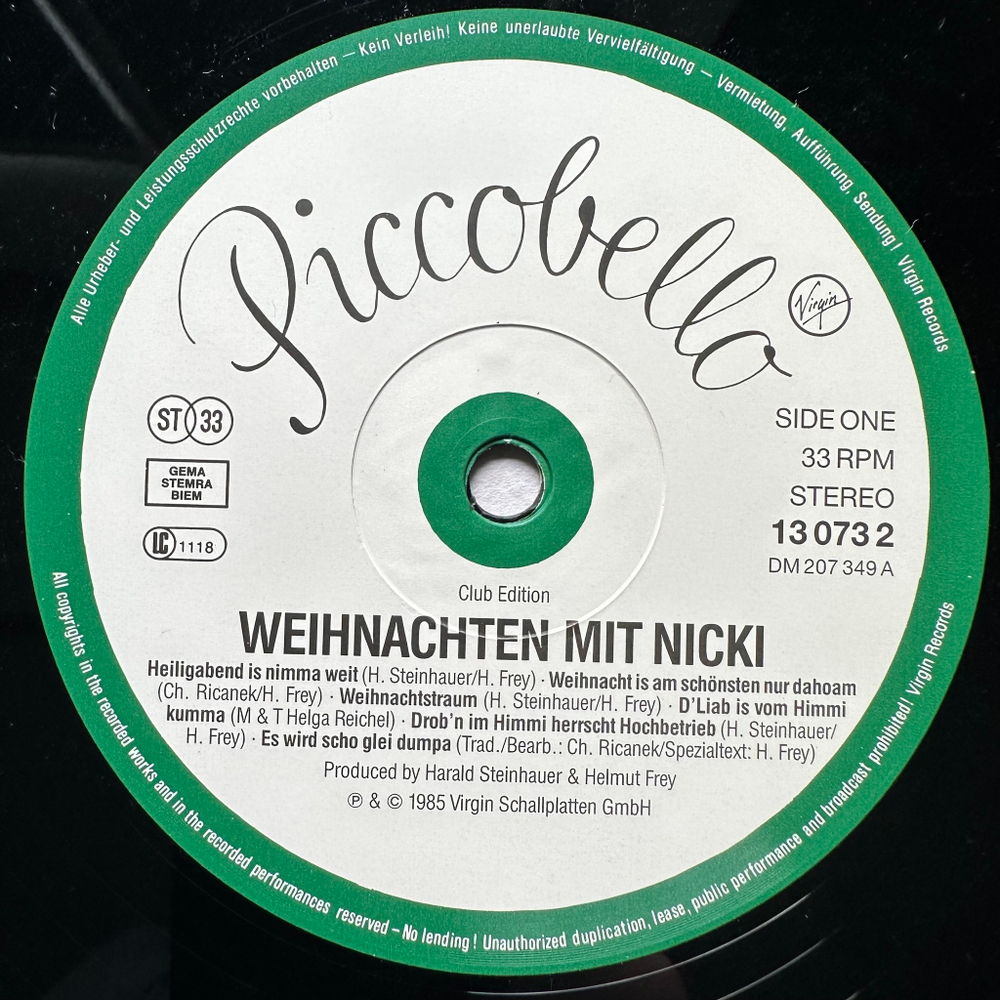 Alle Urheber- und Leistungsschutzrechte vorbehalten – Kein Verleih! Keine unerlaubte Vervielfältigung – Vermietung, Aufführung, Sendung! Virgin Records
Piccobello
Virgin
ST 33
GEMA
STEMRA
BIEM
LC 1118
SIDE ONE
33 RPM
STEREO
13 073 2
DM 207 349 A
Club Edition
WEIHNACHTEN MIT NICKI
Heiligabend is nimma weit (H. Steinhauer/H. Frey) · Weihnacht is am schönsten nur dahoam
(Ch. Ricanek/H. Frey) · Weihnachtstraum (H. Steinhauer/H. Frey) · D'Liab is vom Himmi
kumma (M & T Helga Reichel) · Drob'n im Himmi herrscht Hochbetrieb (H. Steinhauer/
H. Frey) · Es wird scho glei dumpa (Trad./Bearb.: Ch. Ricanek/Spezialtext: H. Frey)
Produced by Harald Steinhauer & Helmut Frey
℗ & © 1985 Virgin Schallplatten GmbH
All copyrights in the recorded works and in the recorded performances reserved – No lending! Unauthorized duplication, lease, public performance and broadcast prohibited! Virgin Records